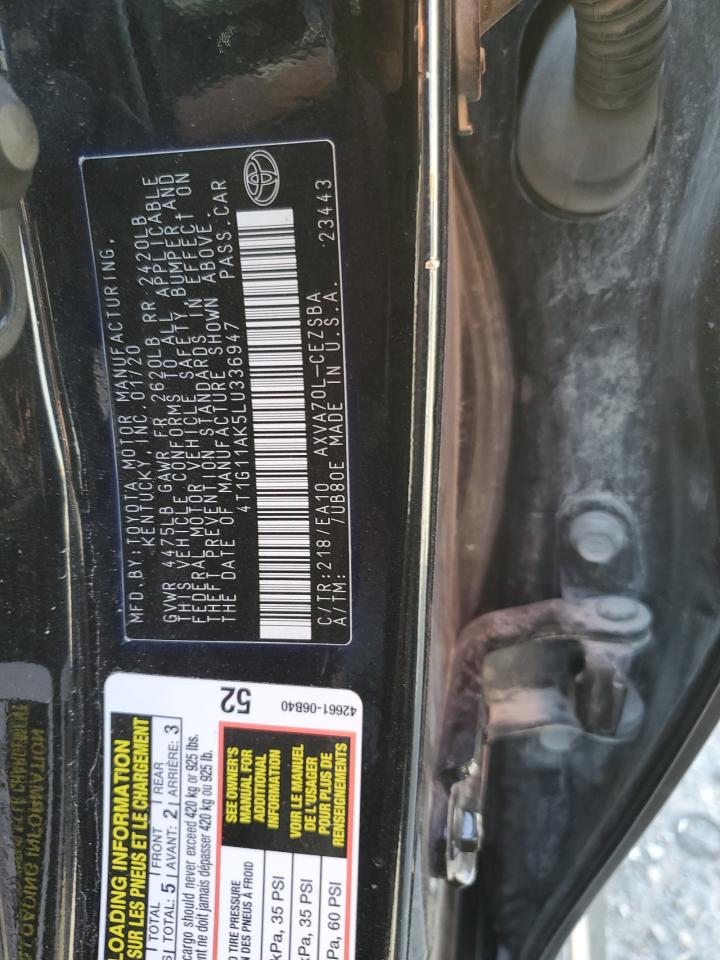 MFD. BY: TOYOTA MOTOR MANUFACTURING,
KENTUCKY, INC. 01/20
GVWR 4475LB GAWR FR 2620LB RR 2420LB
THIS VEHICLE CONFORMS TO ALL APPLICABLE
FEDERAL MOTOR VEHICLE SAFETY, BUMPER AND
THEFT PREVENTION STANDARDS IN EFFECT ON
THE DATE OF MANUFACTURE SHOWN ABOVE.
4T1G11AK5LU336947 PASS. CAR
C/TR: 218/EA10 AXVA70L-CEZSBA
A/TM: /UB80E MADE IN U.S.A. 23443
LOADING INFORMATION
SUR LES PNEUS ET LE CHARGEMENT
TOTAL FRONT REAR
TOTAL: 5 AVANT: 2 ARRIÈRE: 3
cargo should never exceed 420 kg or 925 lbs.
ent ne doit jamais dépasser 420 kg ou 925 lb.
TIRE PRESSURE
DES PNEUS À FROID
kPa, 35 PSI
kPa, 35 PSI
Pa, 60 PSI
SEE OWNER'S
MANUAL FOR
ADDITIONAL
INFORMATION
VOIR LE MANUEL
DE L'USAGER
POUR PLUS DE
RENSEIGNEMENTS
52
42661-06B40